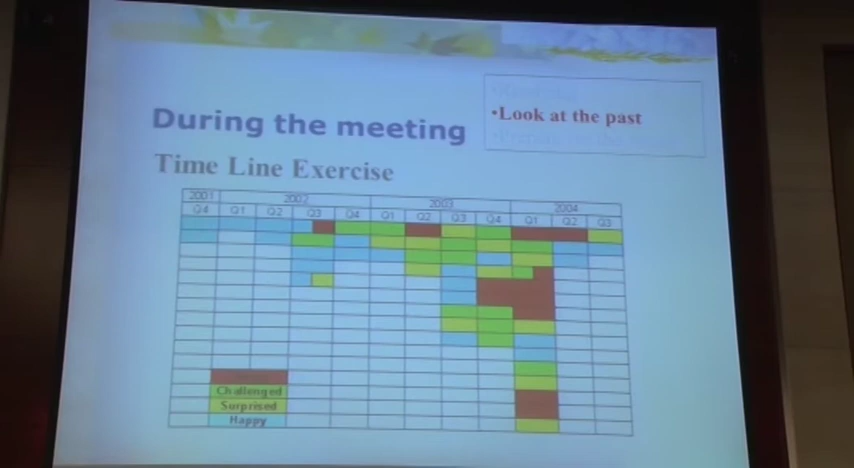 •Look at the past
During the meeting
Time Line Exercise
2001 2002 2003 2004
Q4 Q1 Q2 Q3 Q4 Q1 Q2 Q3 Q4 Q1 Q2 Q3
Challenged
Surprised
Happy